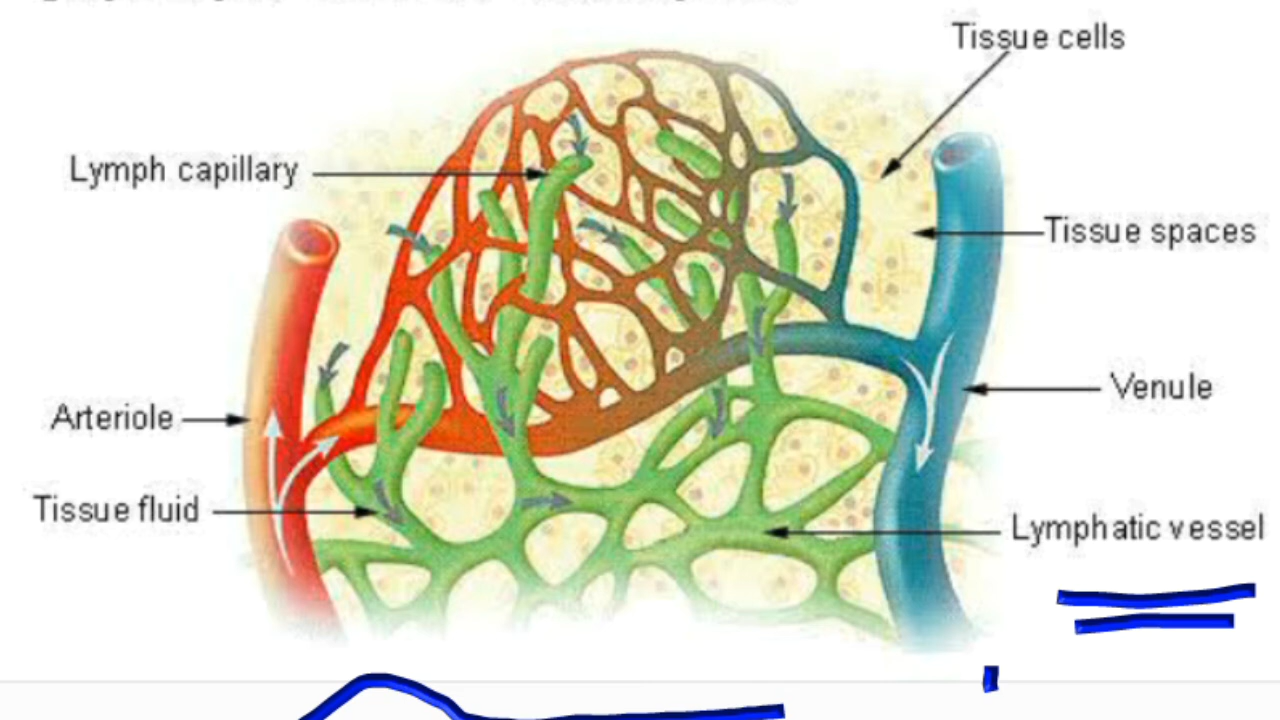 Tissue cells
Lymph capillary
Tissue spaces
Venule
Arteriole
Tissue fluid
Lymphatic vessel